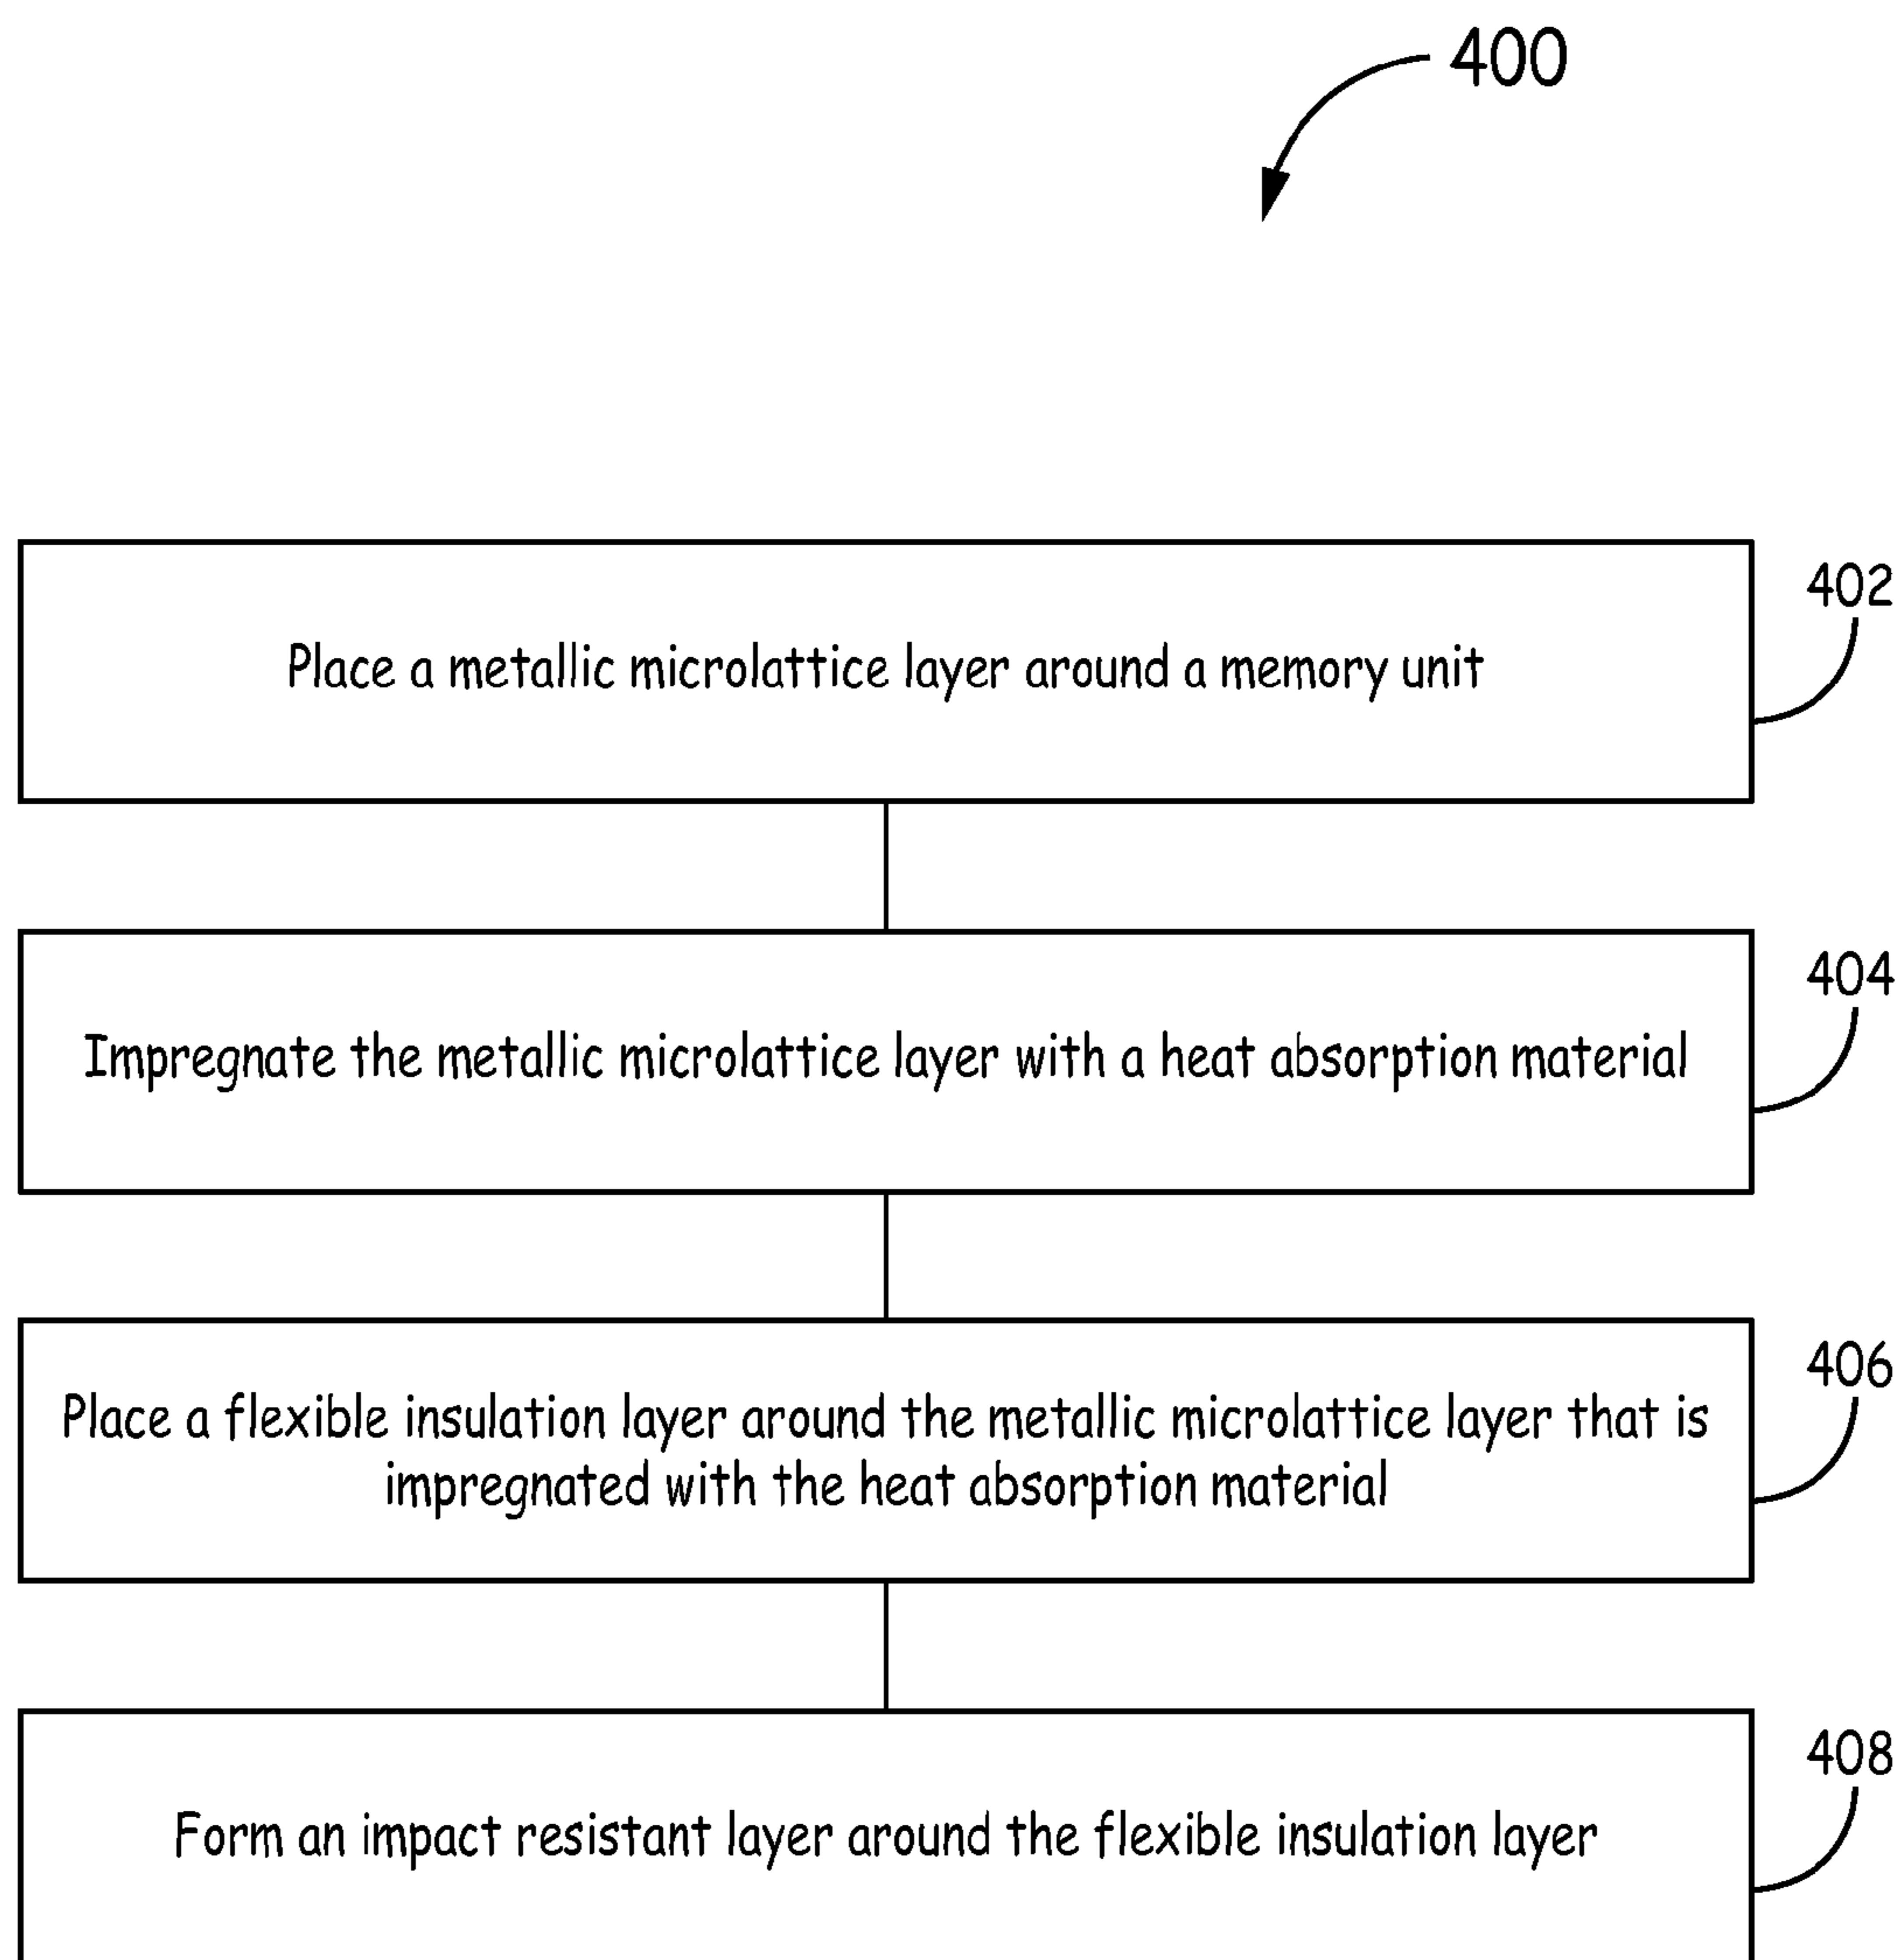 400
402
Place a metallic microlattice layer around a memory unit
404
Impregnate the metallic microlattice layer with a heat absorption material
406
Place a flexible insulation layer around the metallic microlattice layer that is
impregnated with the heat absorption material
408
Form an impact resistant layer around the flexible insulation layer